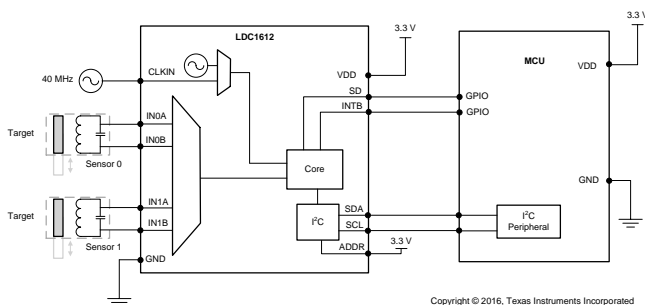 3.3 V
3.3 V
LDC1612
MCU
40 MHz
CLKIN
VDD
VDD
SD
GPIO
INTB
GPIO
Target
IN0A
IN0B
Sensor 0
Core
GND
Target
IN1A
IN1B
Sensor 1
I²C
SDA
SCL
ADDR
3.3 V
I²C
Peripheral
GND
Copyright © 2016, Texas Instruments Incorporated